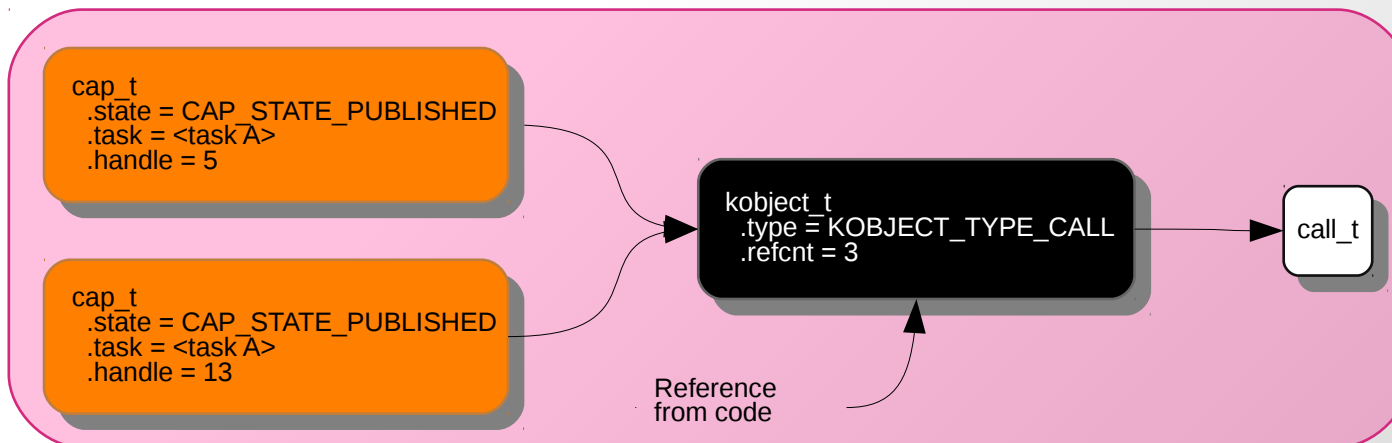 cap_t
.state = CAP_STATE_PUBLISHED
.task = <task A>
.handle = 5
cap_t
.state = CAP_STATE_PUBLISHED
.task = <task A>
.handle = 13
kobject_t
.type = KOBJECT_TYPE_CALL
.refcnt = 3
call_t
Reference
from code